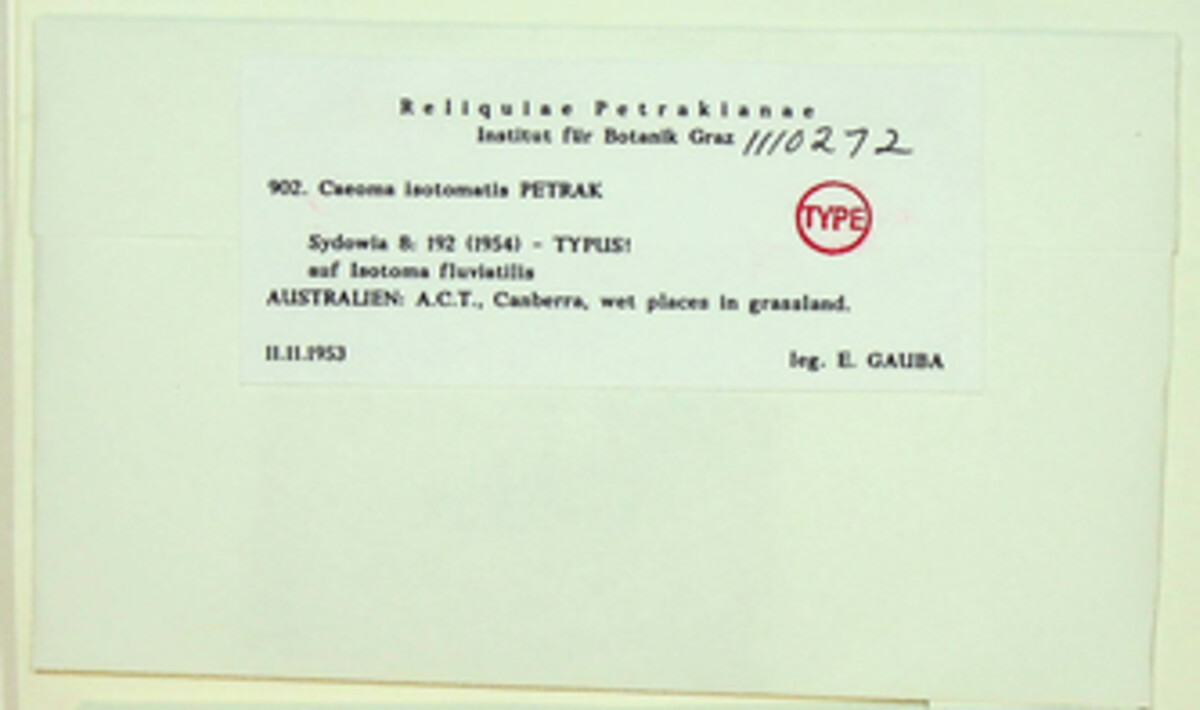 Reliquiae Petrakianae
Institut für Botanik Graz 1110272
902. Caeoma isotomatis PETRAK
TYPE
Sydowia 8: 192 (1954) - TYPUS!
auf Isotoma fluviatilis
AUSTRALIEN: A.C.T., Canberra, wet places in grassland.
11.11.1953 leg. E. GAUBA